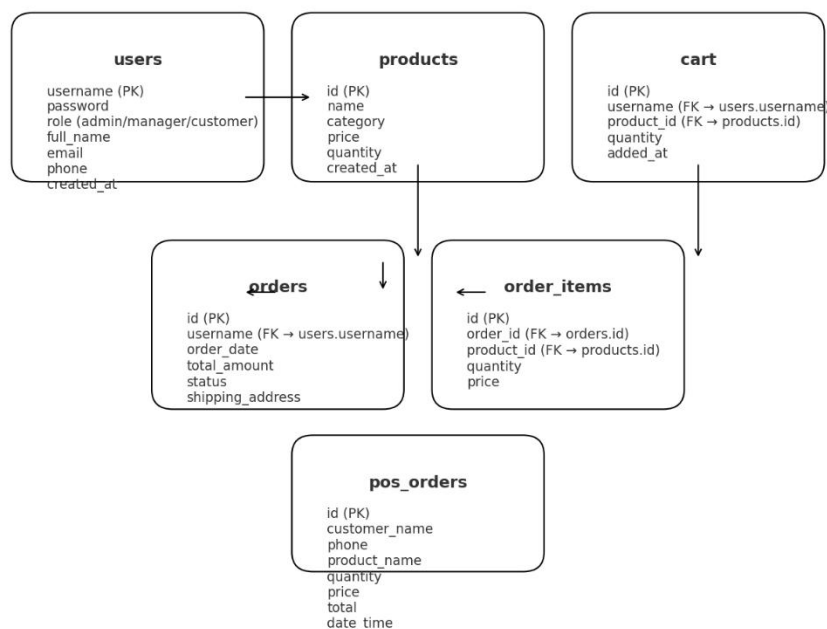 users
username (PK)
password
role (admin/manager/customer)
full_name
email
phone
created_at
products
id (PK)
name
category
price
quantity
created_at
cart
id (PK)
username (FK → users.username)
product_id (FK → products.id)
quantity
added_at
orders
id (PK)
username (FK → users.username)
order_date
total_amount
status
shipping_address
order_items
id (PK)
order_id (FK → orders.id)
product_id (FK → products.id)
quantity
price
pos_orders
id (PK)
customer_name
phone
product_name
quantity
price
total
date_time